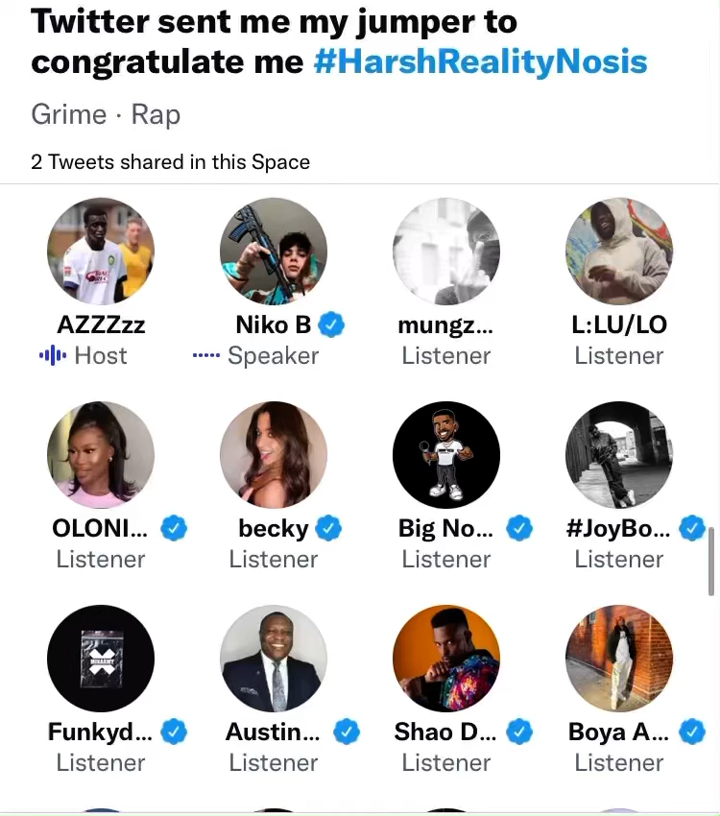 Twitter sent me my jumper to
congratulate me #HarshRealityNosis
Grime · Rap
2 Tweets shared in this Space
AZZZzz Niko B mungz... L:LU/LO
Host Speaker Listener Listener
OLONI... becky Big No... #JoyBo...
Listener Listener Listener Listener
Funkyd... Austin... Shao D... Boya A...
Listener Listener Listener Listener